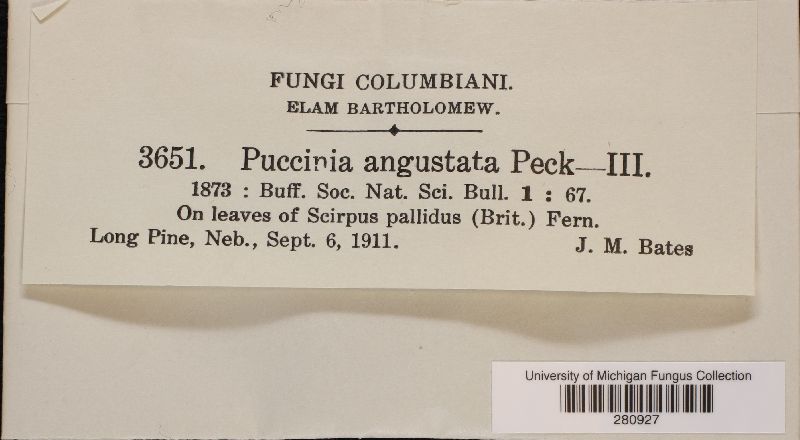 FUNGI COLUMBIANI.
ELAM BARTHOLOMEW.
3651. Puccinia angustata Peck—III.
1873 : Buff. Soc. Nat. Sci. Bull. 1 : 67.
On leaves of Scirpus pallidus (Brit.) Fern.
Long Pine, Neb., Sept. 6, 1911. J. M. Bates
University of Michigan Fungus Collection
280927